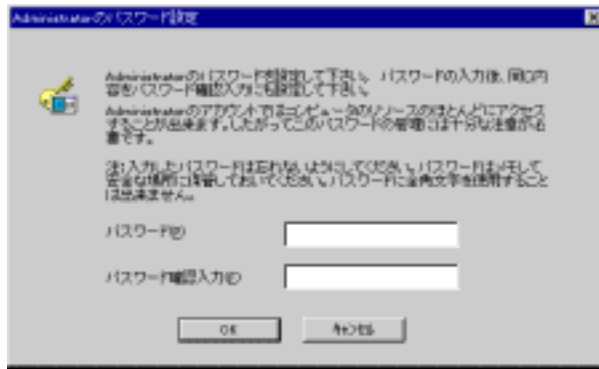 Administratorのパスワード設定
Administratorのパスワードを設定して下さい。 パスワードの入力後、同じ内
容をパスワード確認入力にも設定して下さい。
Administratorのアカウントではコンピュータのリソースのほとんどにアクセス
することが出来ます。したがってこのパスワードの管理には十分な注意が必
要です。
注:入力したパスワードは忘れないようにしてください。パスワードはメモして
安全な場所に保管しておいてください。パスワードに全角文字を使用すること
は出来ません。
パスワード(P)
パスワード確認入力(C)
OK
キャンセル